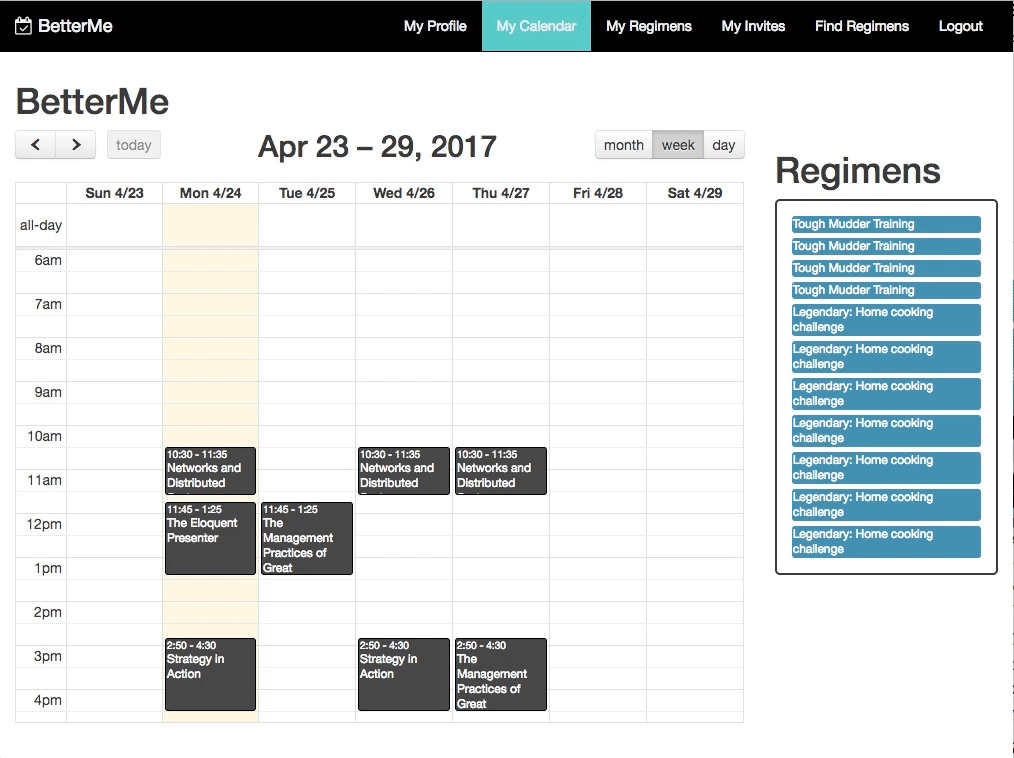 BetterMe
My Profile
My Calendar
My Regimens
My Invites
Find Regimens
Logout
BetterMe
today
Apr 23 – 29, 2017
month
week
day
Sun 4/23
Mon 4/24
Tue 4/25
Wed 4/26
Thu 4/27
Fri 4/28
Sat 4/29
all-day
6am
7am
8am
9am
10am
11am
12pm
1pm
2pm
3pm
4pm
10:30 - 11:35
Networks and
Distributed
11:45 - 1:25
The Eloquent
Presenter
2:50 - 4:30
Strategy in
Action
11:45 - 1:25
The
Management
Practices of
Great
10:30 - 11:35
Networks and
Distributed
2:50 - 4:30
Strategy in
Action
10:30 - 11:35
Networks and
Distributed
2:50 - 4:30
The
Management
Practices of
Great
Regimens
Tough Mudder Training
Tough Mudder Training
Tough Mudder Training
Tough Mudder Training
Legendary: Home cooking
challenge
Legendary: Home cooking
challenge
Legendary: Home cooking
challenge
Legendary: Home cooking
challenge
Legendary: Home cooking
challenge
Legendary: Home cooking
challenge
Legendary: Home cooking
challenge